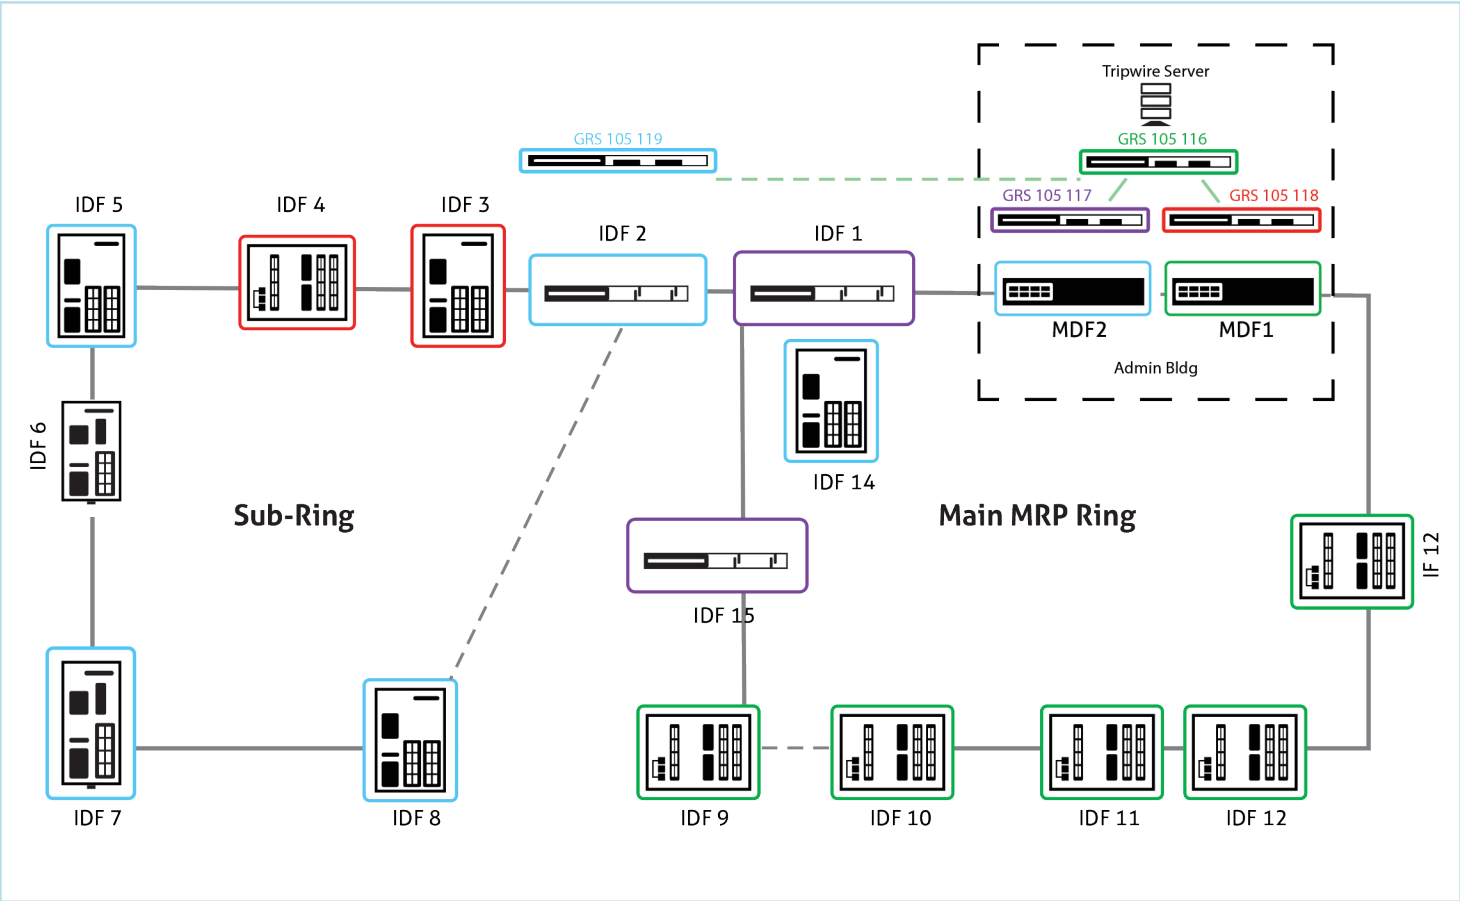 Tripwire Server
GRS 105 119
GRS 105 116
GRS 105 117
GRS 105 118
IDF 5
IDF 4
IDF 3
IDF 2
IDF 1
MDF2
MDF1
Admin Bldg
IDF 6
IDF 14
Sub-Ring
Main MRP Ring
IF 12
IDF 15
IDF 7
IDF 8
IDF 9
IDF 10
IDF 11
IDF 12